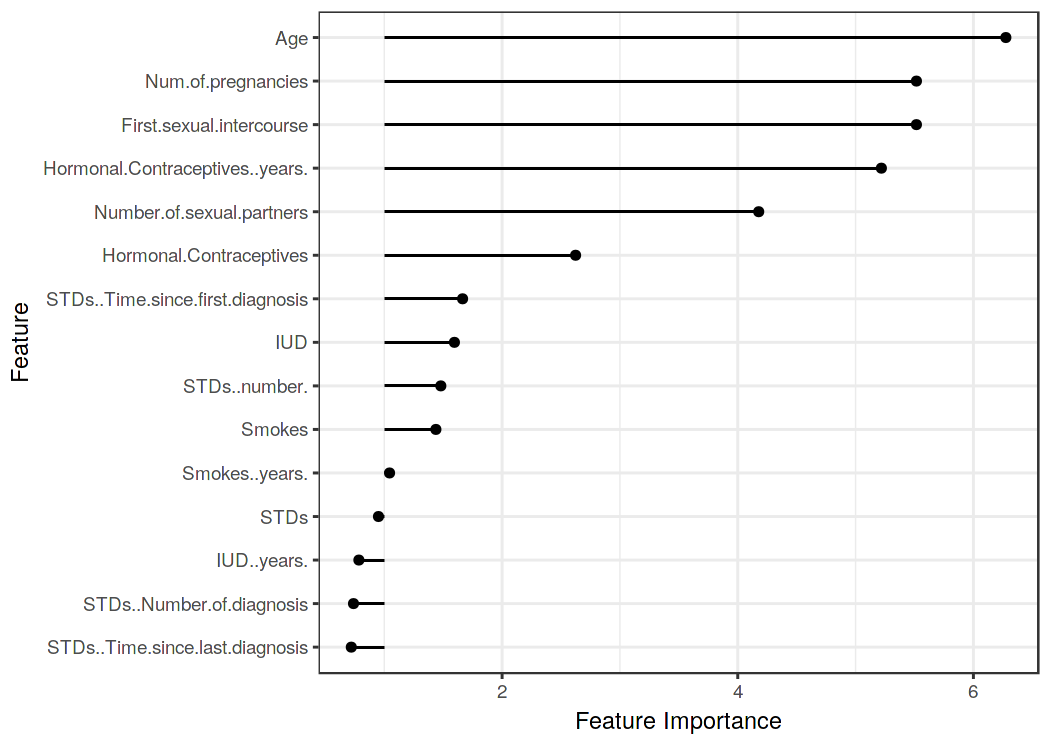 Age
Num.of.pregnancies
First.sexual.intercourse
Hormonal.Contraceptives..years.
Number.of.sexual.partners
Hormonal.Contraceptives
STDs..Time.since.first.diagnosis
IUD
STDs..number.
Smokes
Smokes..years.
STDs
IUD..years.
STDs..Number.of.diagnosis
STDs..Time.since.last.diagnosis
Feature
2 4 6
Feature Importance